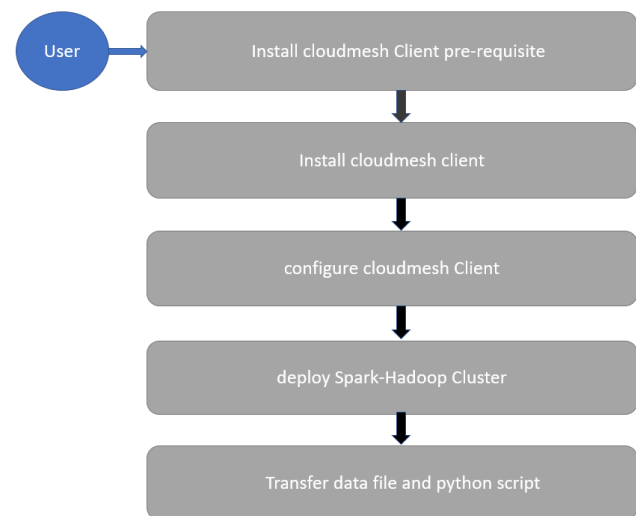 User
Install cloudmesh Client pre-requisite
Install cloudmesh client
configure cloudmesh Client
deploy Spark-Hadoop Cluster
Transfer data file and python script